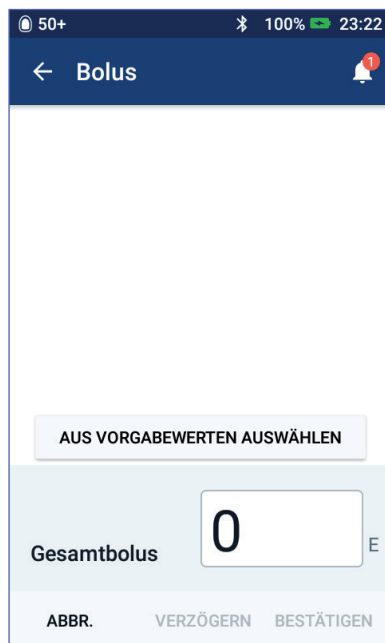 50+ 100% 23:22
← Bolus 1
AUS VORGABEWERTEN AUSWÄHLEN
Gesamtbolus 0 E
ABBR. VERZÖGERN BESTÄTIGEN